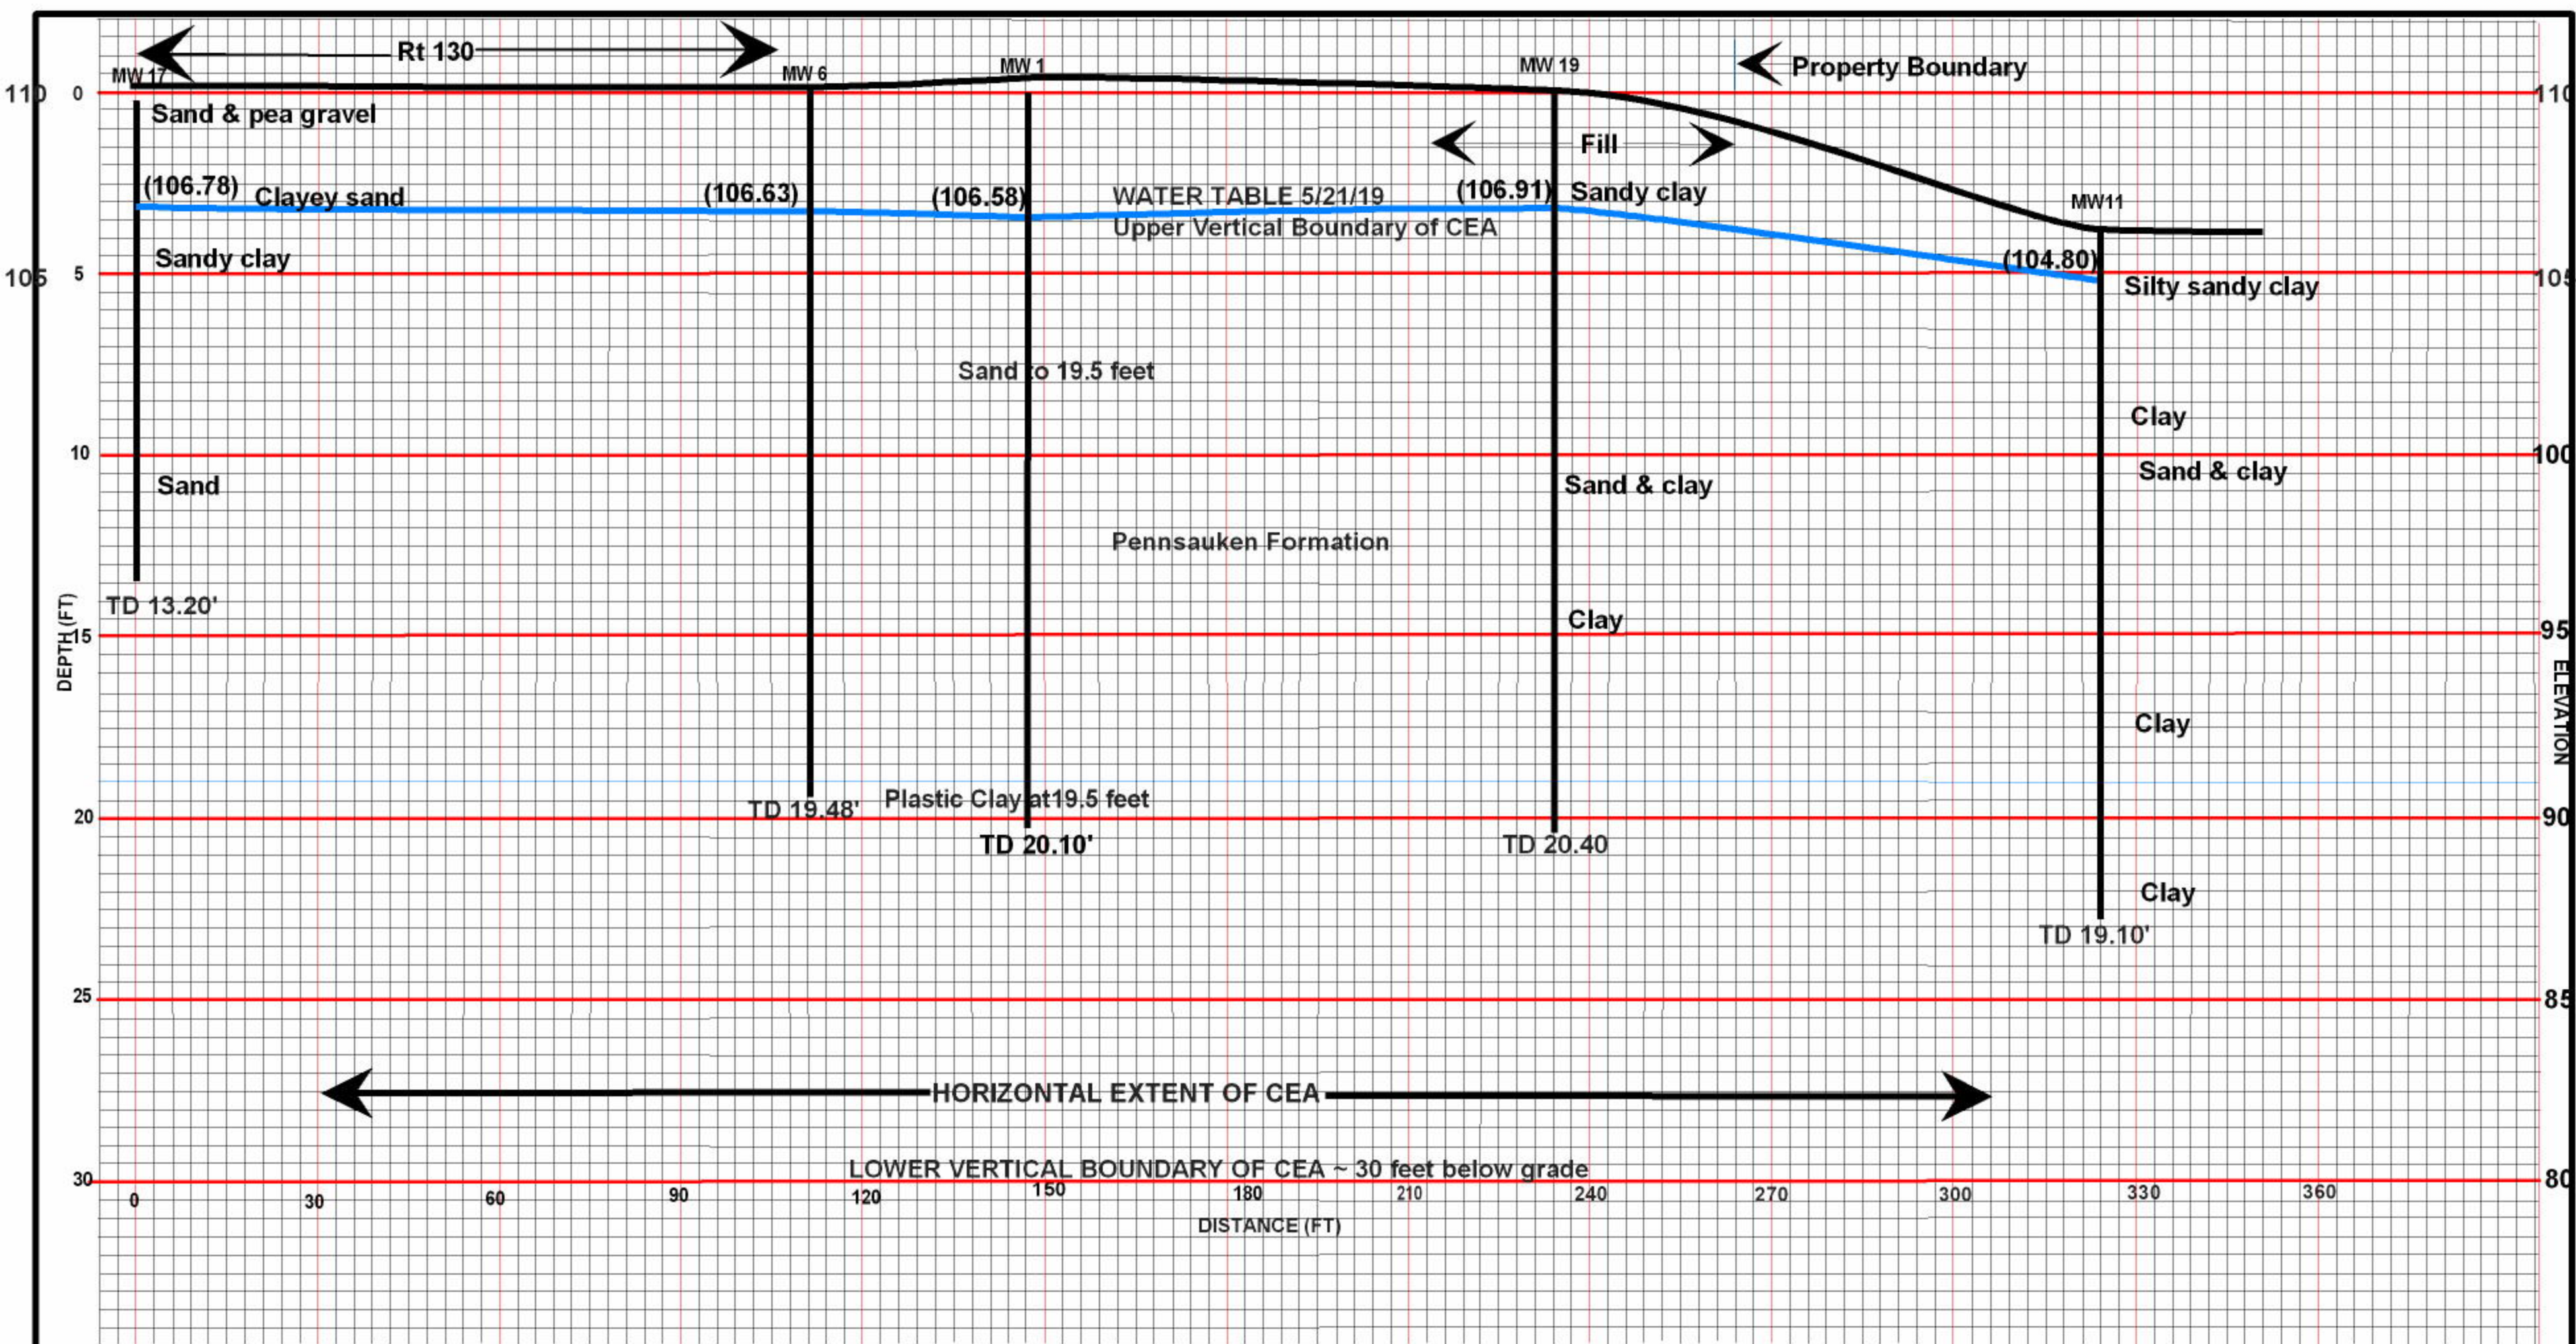 Rt 130
Property Boundary
MW 17
MW 6
MW 1
MW 19
110
0
110
Sand & pea gravel
Fill
(106.78)
Clayey sand
(106.63)
(106.58)
WATER TABLE 5/21/19
(106.91)
Sandy clay
MW11
Upper Vertical Boundary of CEA
Sandy clay
(104.80)
105
5
105
Silty sandy clay
Sand to 19.5 feet
Clay
10
100
Sand & clay
Sand
Sand & clay
Pennsauken Formation
TD 13.20'
Clay
15
95
DEPTH (FT)
ELEVATION
Clay
Plastic Clay at19.5 feet
TD 19.48'
20
90
TD 20.10'
TD 20.40
Clay
TD 19.10'
25
85
HORIZONTAL EXTENT OF CEA
LOWER VERTICAL BOUNDARY OF CEA ~ 30 feet below grade
30
80
0 30 60 90 120 150 180 210 240 270 300 330 360
DISTANCE (FT)